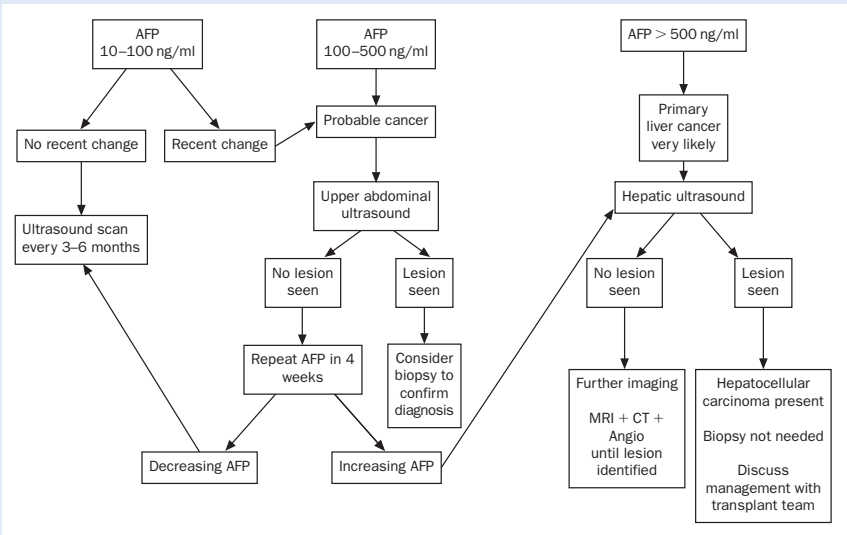 AFP
10–100 ng/ml
AFP
100–500 ng/ml
AFP > 500 ng/ml
Probable cancer
Primary
liver cancer
very likely
No recent change
Recent change
Upper abdominal
ultrasound
Hepatic ultrasound
Ultrasound scan
every 3–6 months
No lesion
seen
Lesion
seen
No lesion
seen
Lesion
seen
Repeat AFP in 4
weeks
Consider
biopsy to
confirm
diagnosis
Further imaging
MRI + CT +
Angio
until lesion
identified
Hepatocellular
carcinoma present
Biopsy not needed
Discuss
management with
transplant team
Decreasing AFP
Increasing AFP